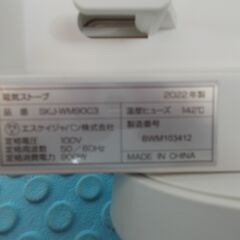 電気ストーブ 2022年製
品番 SKJ-WM90C3 温度ヒューズ 142℃
エスケイジャパン株式会社 製造番号
定格電圧 100V BWM103412
定格周波数 50/60Hz
定格消費電力 900W MADE IN CHINA